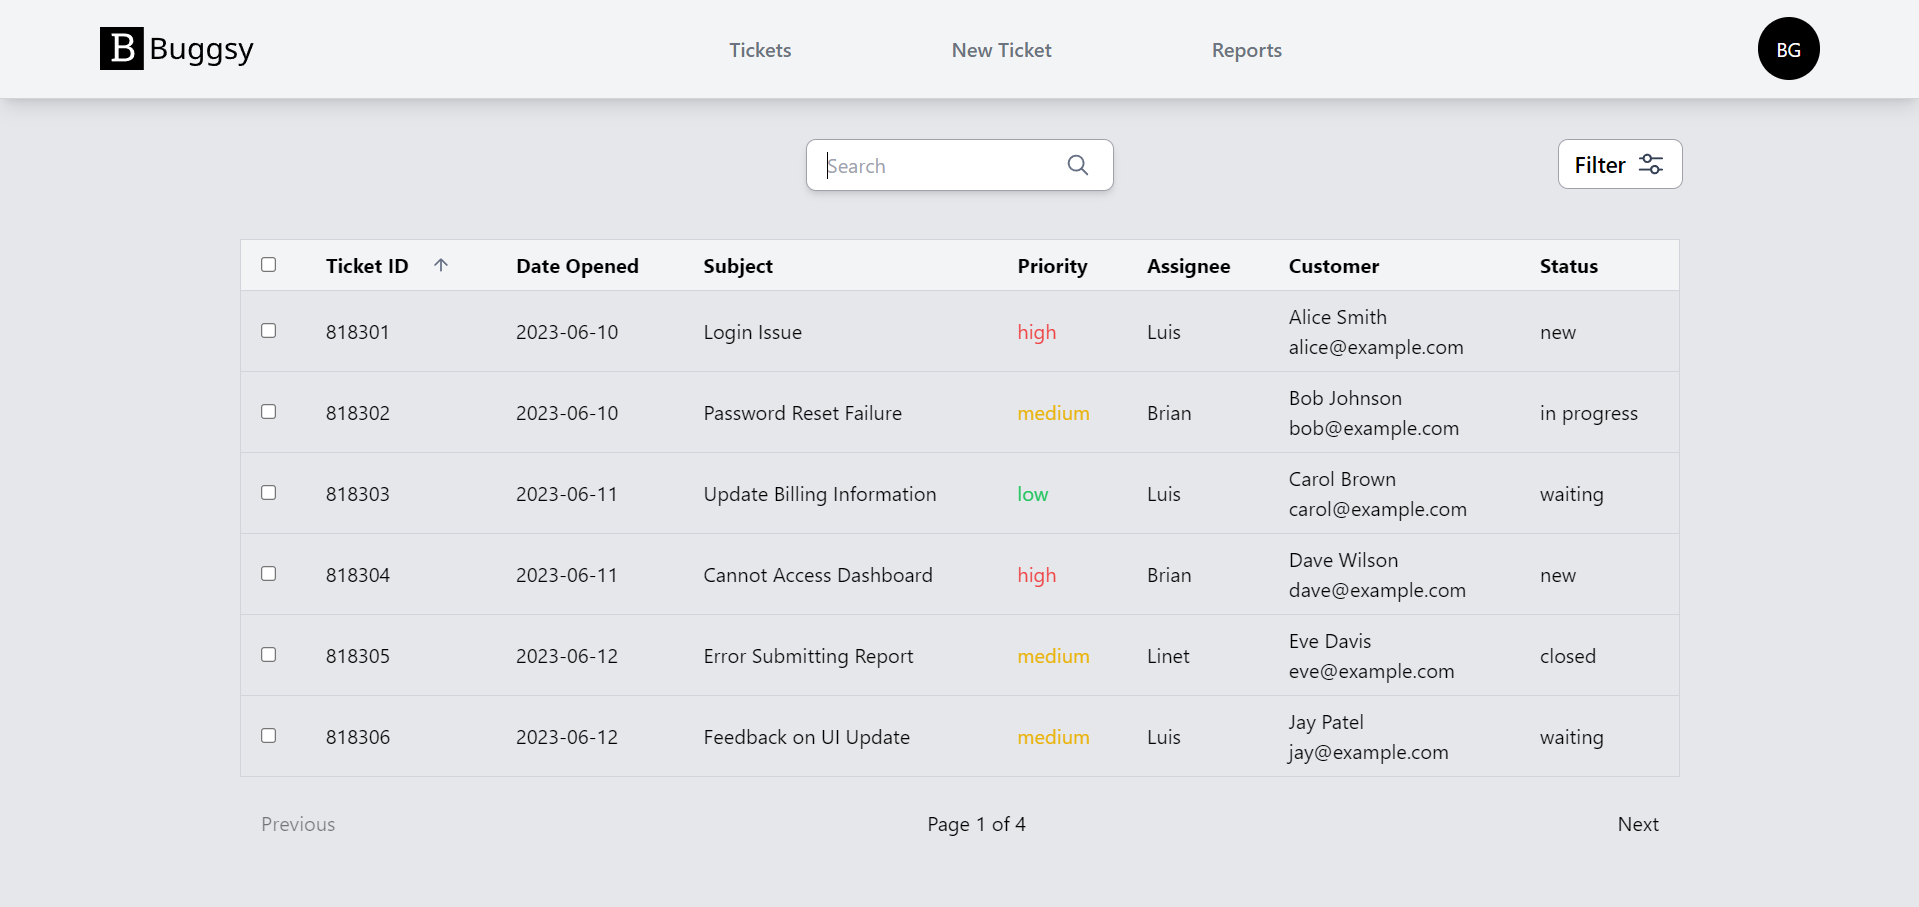 B Buggsy
Tickets
New Ticket
Reports
BG
Search
Filter
Ticket ID Date Opened Subject Priority Assignee Customer Status
818301 2023-06-10 Login Issue high Luis Alice Smith new
alice@example.com
818302 2023-06-10 Password Reset Failure medium Brian Bob Johnson in progress
bob@example.com
818303 2023-06-11 Update Billing Information low Luis Carol Brown waiting
carol@example.com
818304 2023-06-11 Cannot Access Dashboard high Brian Dave Wilson new
dave@example.com
818305 2023-06-12 Error Submitting Report medium Linet Eve Davis closed
eve@example.com
818306 2023-06-12 Feedback on UI Update medium Luis Jay Patel waiting
jay@example.com
Previous
Page 1 of 4
Next